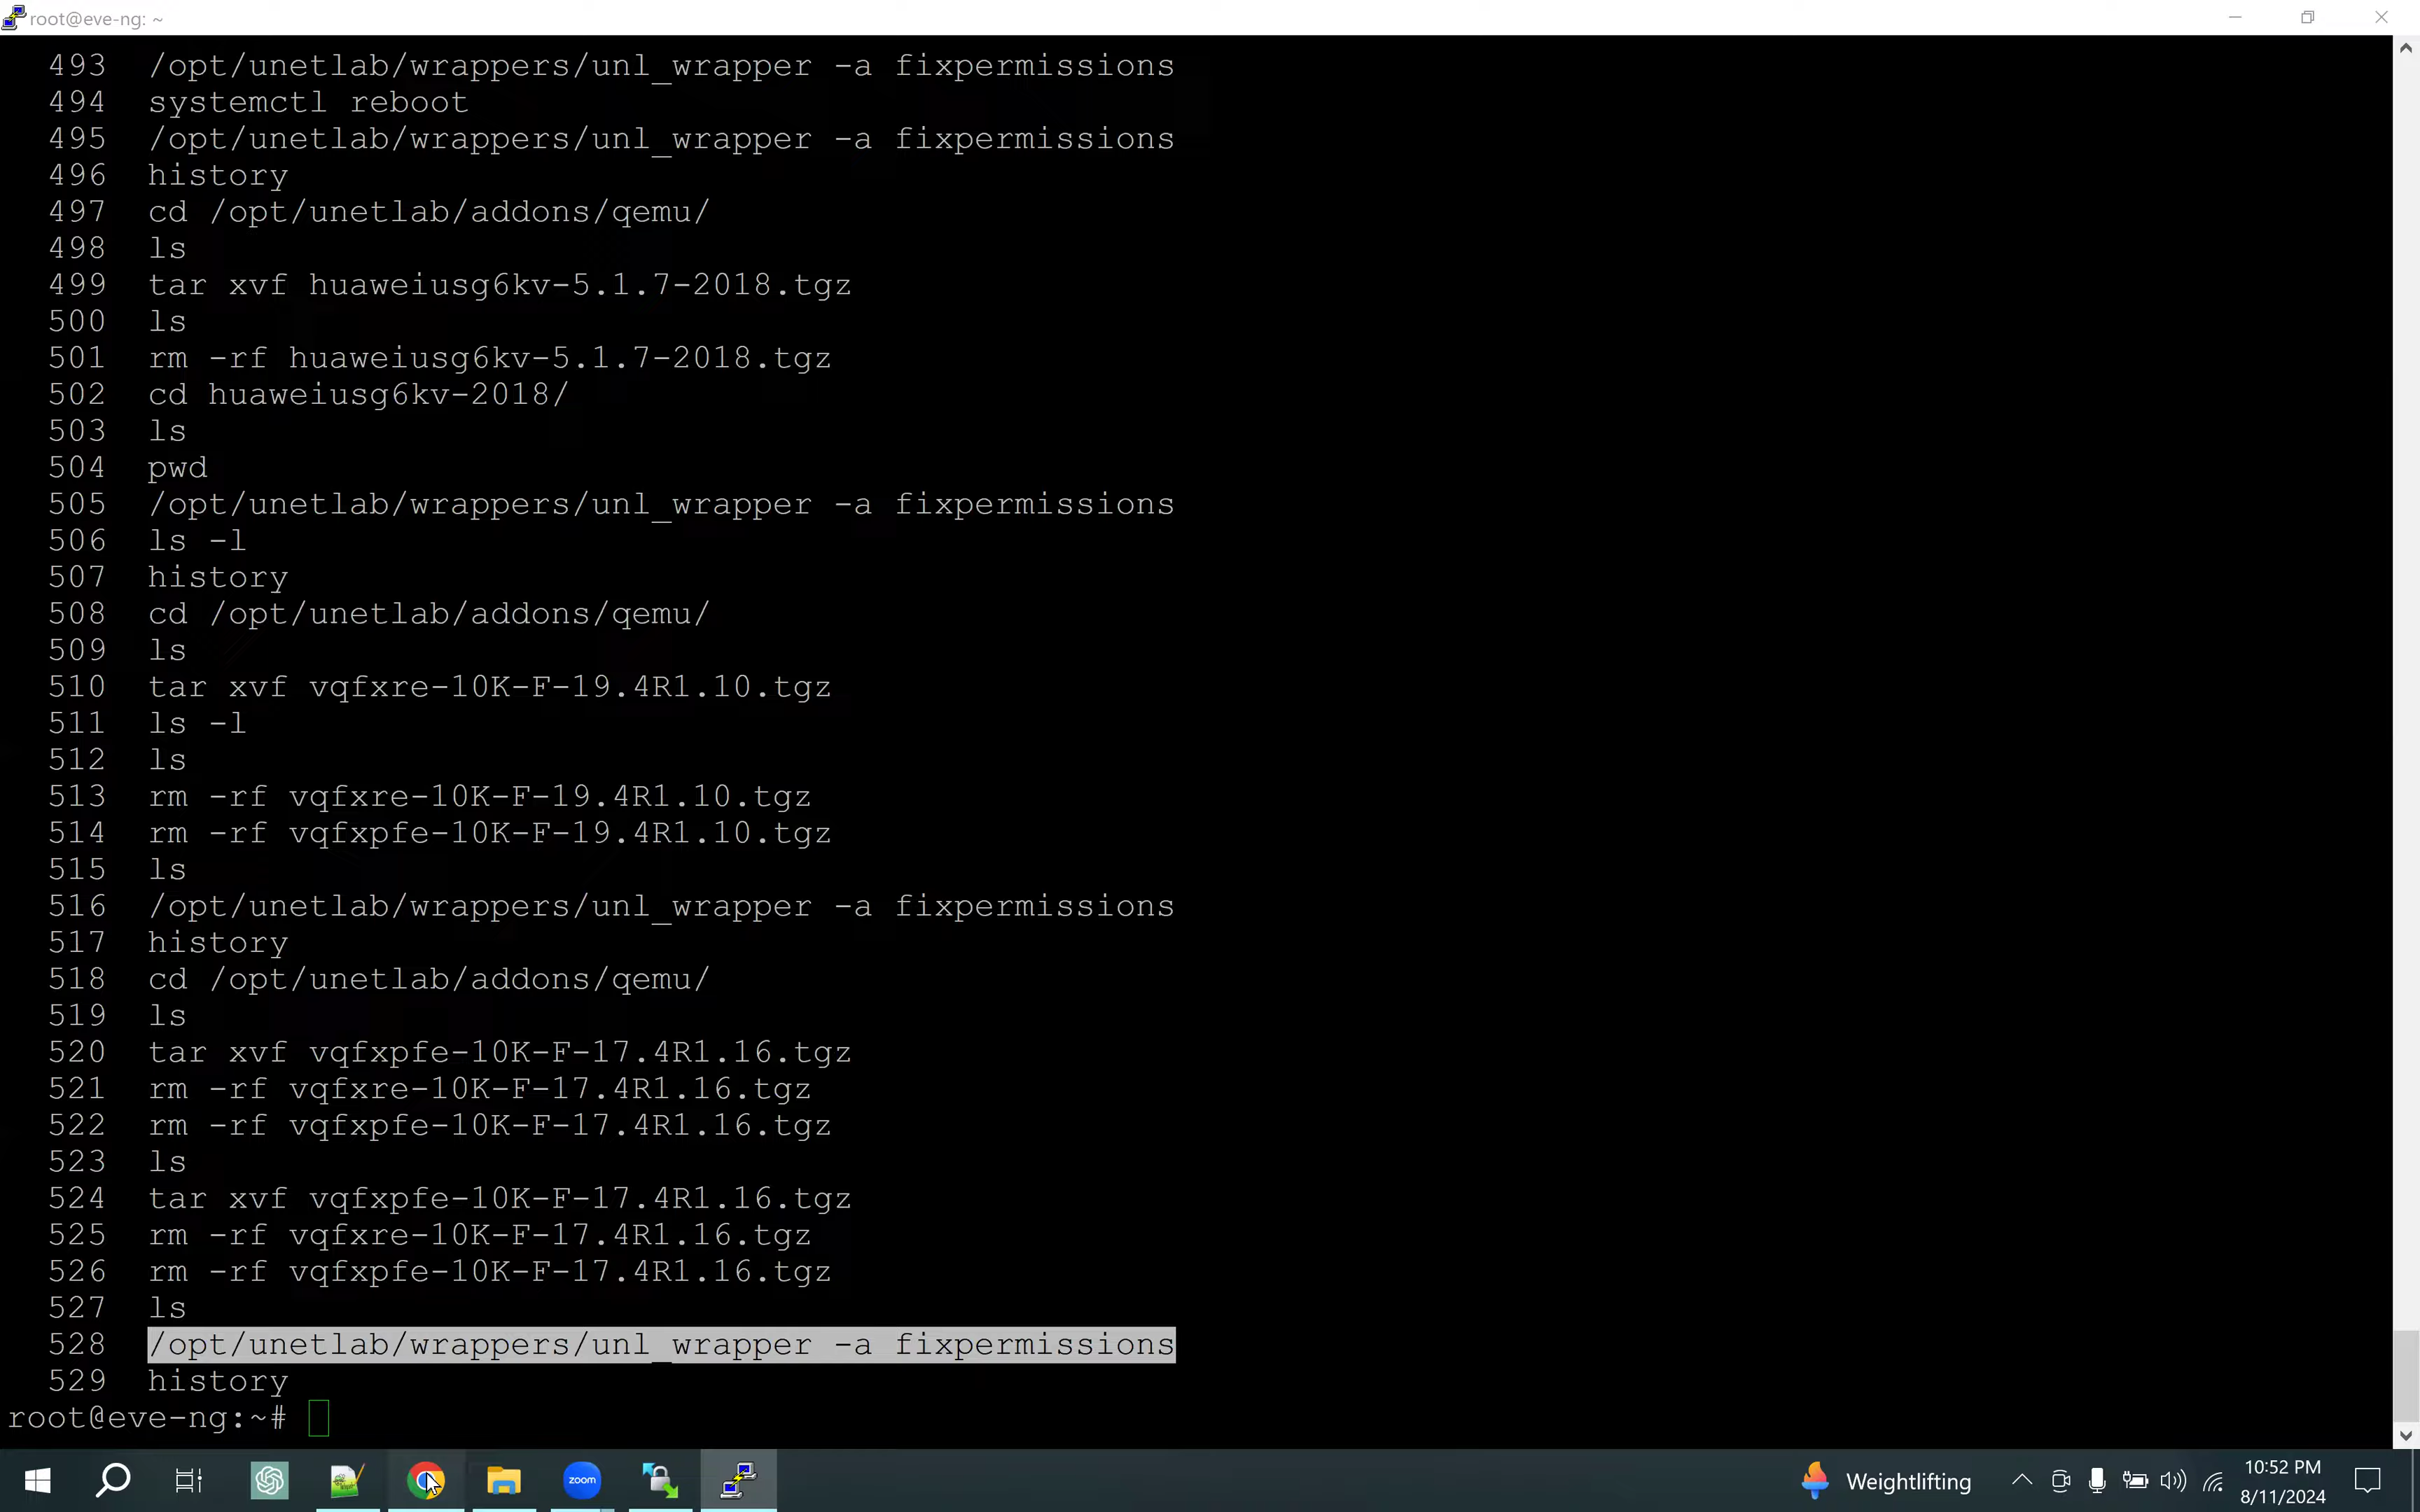 root@eve-ng: ~
493 /opt/unetlab/wrappers/unl_wrapper -a fixpermissions
494 systemctl reboot
495 /opt/unetlab/wrappers/unl_wrapper -a fixpermissions
496 history
497 cd /opt/unetlab/addons/qemu/
498 ls
499 tar xvf huaweiusg6kv-5.1.7-2018.tgz
500 ls
501 rm -rf huaweiusg6kv-5.1.7-2018.tgz
502 cd huaweiusg6kv-2018/
503 ls
504 pwd
505 /opt/unetlab/wrappers/unl_wrapper -a fixpermissions
506 ls -l
507 history
508 cd /opt/unetlab/addons/qemu/
509 ls
510 tar xvf vqfxre-10K-F-19.4R1.10.tgz
511 ls -l
512 ls
513 rm -rf vqfxre-10K-F-19.4R1.10.tgz
514 rm -rf vqfxpfe-10K-F-19.4R1.10.tgz
515 ls
516 /opt/unetlab/wrappers/unl_wrapper -a fixpermissions
517 history
518 cd /opt/unetlab/addons/qemu/
519 ls
520 tar xvf vqfxpfe-10K-F-17.4R1.16.tgz
521 rm -rf vqfxre-10K-F-17.4R1.16.tgz
522 rm -rf vqfxpfe-10K-F-17.4R1.16.tgz
523 ls
524 tar xvf vqfxpfe-10K-F-17.4R1.16.tgz
525 rm -rf vqfxre-10K-F-17.4R1.16.tgz
526 rm -rf vqfxpfe-10K-F-17.4R1.16.tgz
527 ls
528 /opt/unetlab/wrappers/unl_wrapper -a fixpermissions
529 history
root@eve-ng:~#
zoom
Weightlifting
10:52 PM
8/11/2024